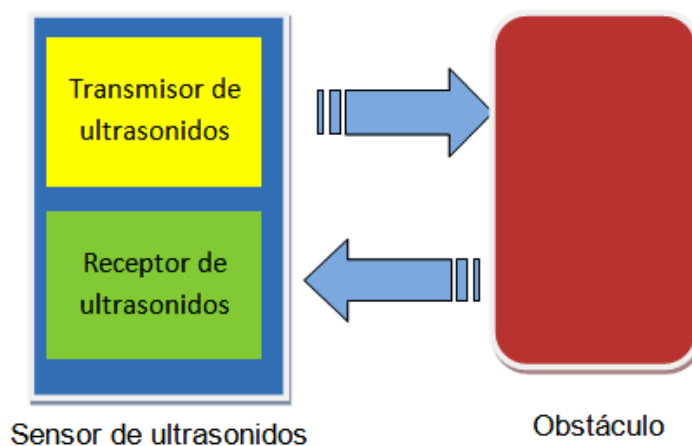 Transmisor de
ultrasonidos
Receptor de
ultrasonidos
Sensor de ultrasonidos
Obstáculo